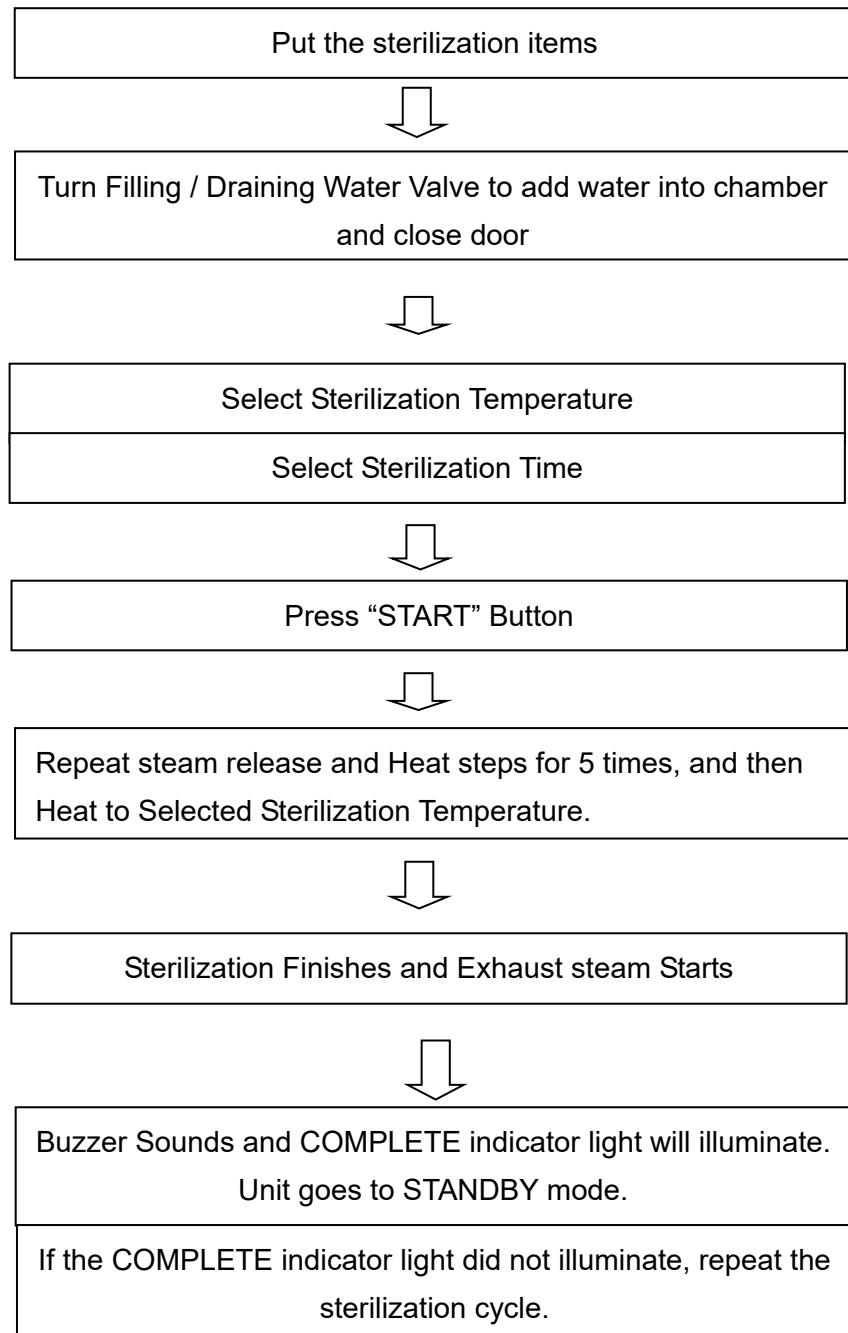 Put the sterilization items
Turn Filling / Draining Water Valve to add water into chamber
and close door
Select Sterilization Temperature
Select Sterilization Time
Press “START” Button
Repeat steam release and Heat steps for 5 times, and then
Heat to Selected Sterilization Temperature.
Sterilization Finishes and Exhaust steam Starts
Buzzer Sounds and COMPLETE indicator light will illuminate.
Unit goes to STANDBY mode.
If the COMPLETE indicator light did not illuminate, repeat the
sterilization cycle.